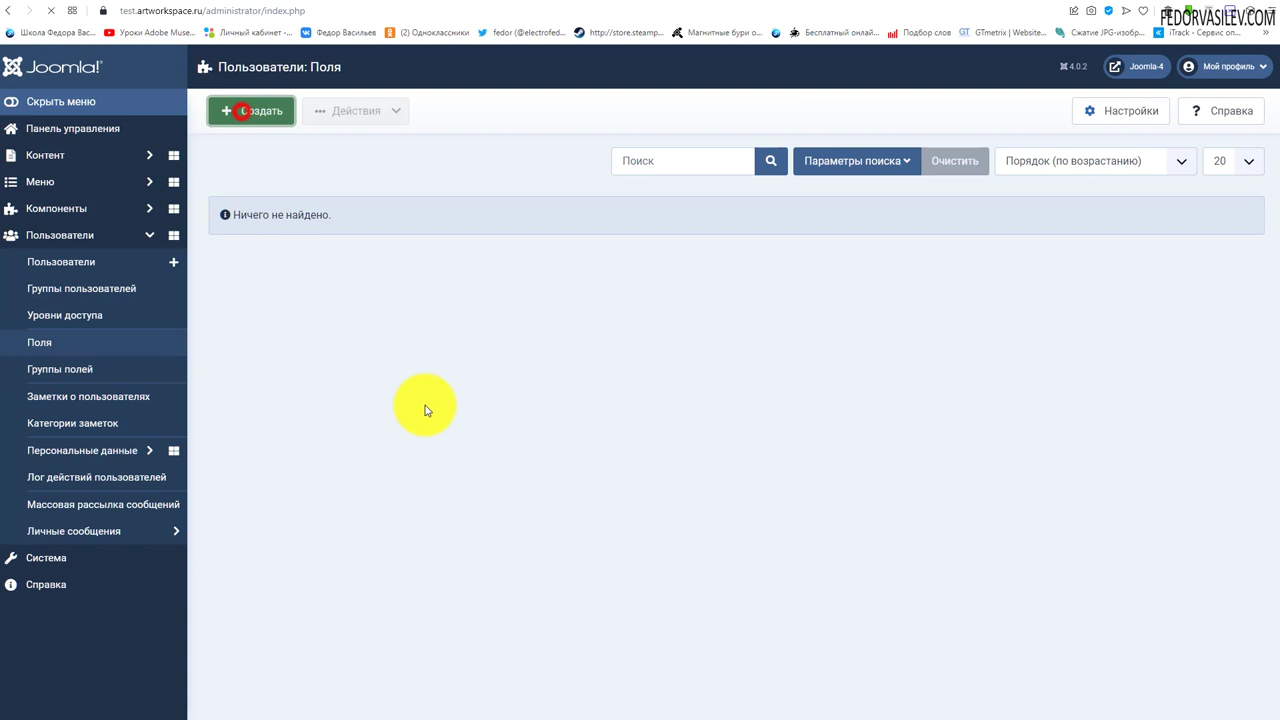 FEDORVASILEV.COM
test.artworkspace.ru/administrator/index.php
Школа Федора Вас...
Уроки Adobe Muse...
Личный кабинет -...
Федор Васильев
(2) Одноклассники
fedor (@electrofed...
http://store.steamp...
Магнитные бури о...
Бесплатный онлай...
Подбор слов
GTmetrix | Website...
Сжатие JPG-изобр...
iTrack - Сервис оп...
Joomla!
Пользователи: Поля
4.0.2
Joomla-4
Мой профиль
Скрыть меню
Панель управления
Контент
Меню
Компоненты
Пользователи
Пользователи
Группы пользователей
Уровни доступа
Поля
Группы полей
Заметки о пользователях
Категории заметок
Персональные данные
Лог действий пользователей
Массовая рассылка сообщений
Личные сообщения
Система
Справка
Создать
Действия
Настройки
Справка
Поиск
Параметры поиска
Очистить
Порядок (по возрастанию)
20
Ничего не найдено.